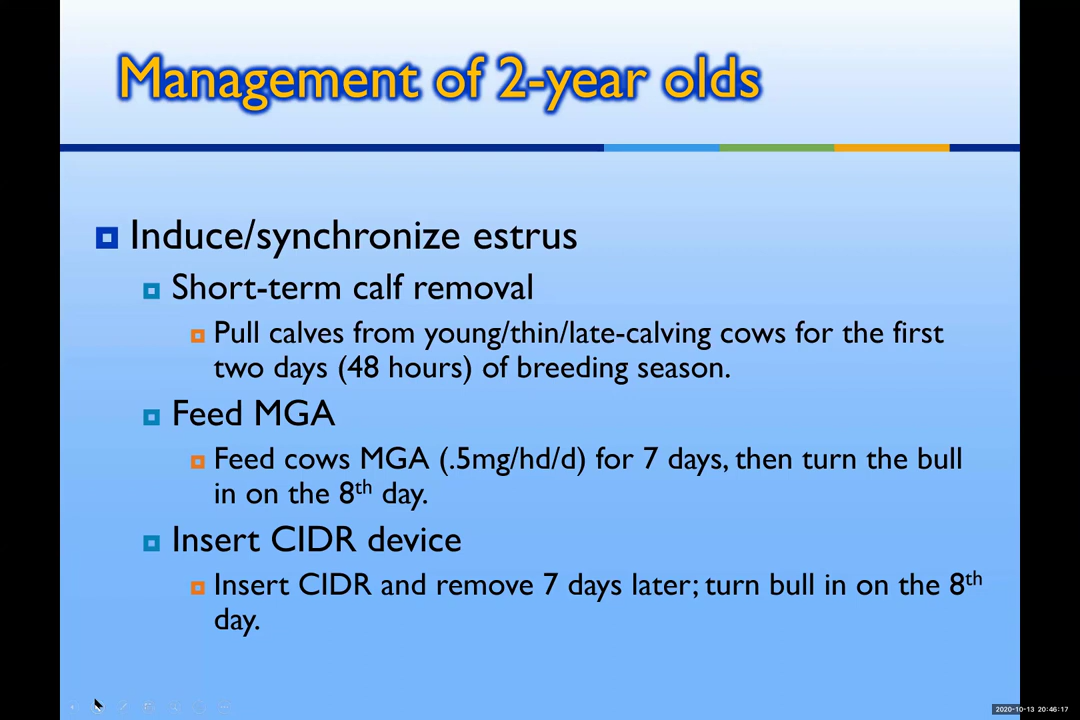 Management of 2-year olds
Induce/synchronize estrus
Short-term calf removal
Pull calves from young/thin/late-calving cows for the first
two days (48 hours) of breeding season.
Feed MGA
Feed cows MGA (.5mg/hd/d) for 7 days, then turn the bull
in on the 8th day.
Insert CIDR device
Insert CIDR and remove 7 days later; turn bull in on the 8th
day.
2020-10-13 20:46:17